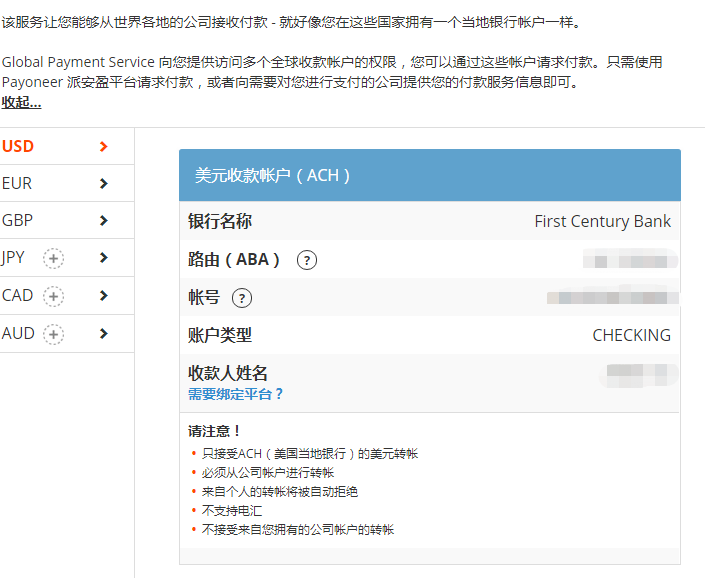 该服务让您能够从世界各地的公司接收付款 - 就好像您在这些国家拥有一个当地银行帐户一样。
Global Payment Service 向您提供访问多个全球收款帐户的权限，您可以通过这些帐户请求付款。只需使用
Payoneer 派安盈平台请求付款，或者向需要对您进行支付的公司提供您的付款服务信息即可。
收起...
USD
EUR
GBP
JPY
CAD
AUD
美元收款帐户（ACH）
银行名称 First Century Bank
路由（ABA） ?
帐号 ?
账户类型 CHECKING
收款人姓名
需要绑定平台？
请注意！
• 只接受ACH（美国当地银行）的美元转帐
• 必须从公司帐户进行转帐
• 来自个人的转帐将被自动拒绝
• 不支持电汇
• 不接受来自您拥有的公司帐户的转帐